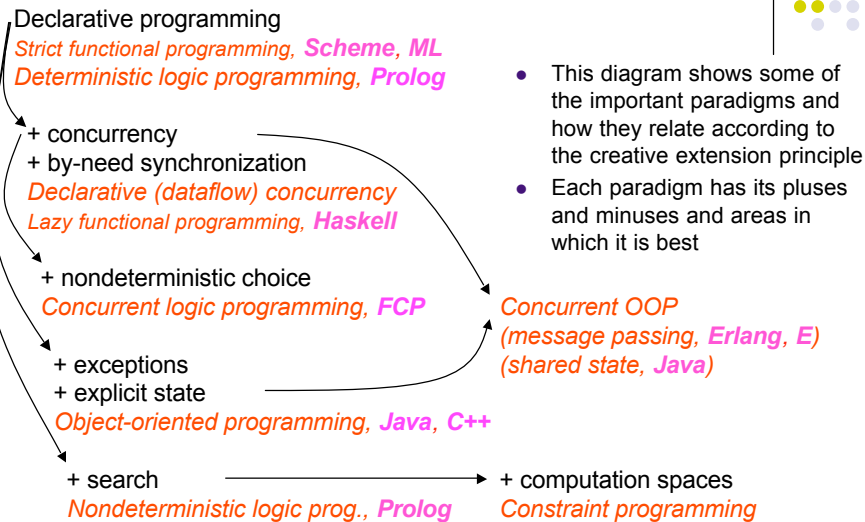 Declarative programming
Strict functional programming, Scheme, ML
Deterministic logic programming, Prolog
+ concurrency
+ by-need synchronization
Declarative (dataflow) concurrency
Lazy functional programming, Haskell
+ nondeterministic choice
Concurrent logic programming, FCP
+ exceptions
+ explicit state
Object-oriented programming, Java, C++
+ search
Nondeterministic logic prog., Prolog
• This diagram shows some of
the important paradigms and
how they relate according to
the creative extension principle
• Each paradigm has its pluses
and minuses and areas in
which it is best
Concurrent OOP
(message passing, Erlang, E)
(shared state, Java)
+ computation spaces
Constraint programming